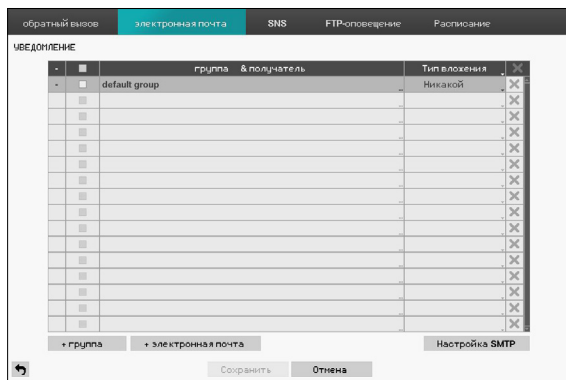 обратный вызов электронная почта SNS FTP-оповещение Расписание
УВЕДОМЛЕНИЕ
- группа & получатель Тип вложения
- default group Никакой
+ группа + электронная почта Настройка SMTP
Сохранить Отмена